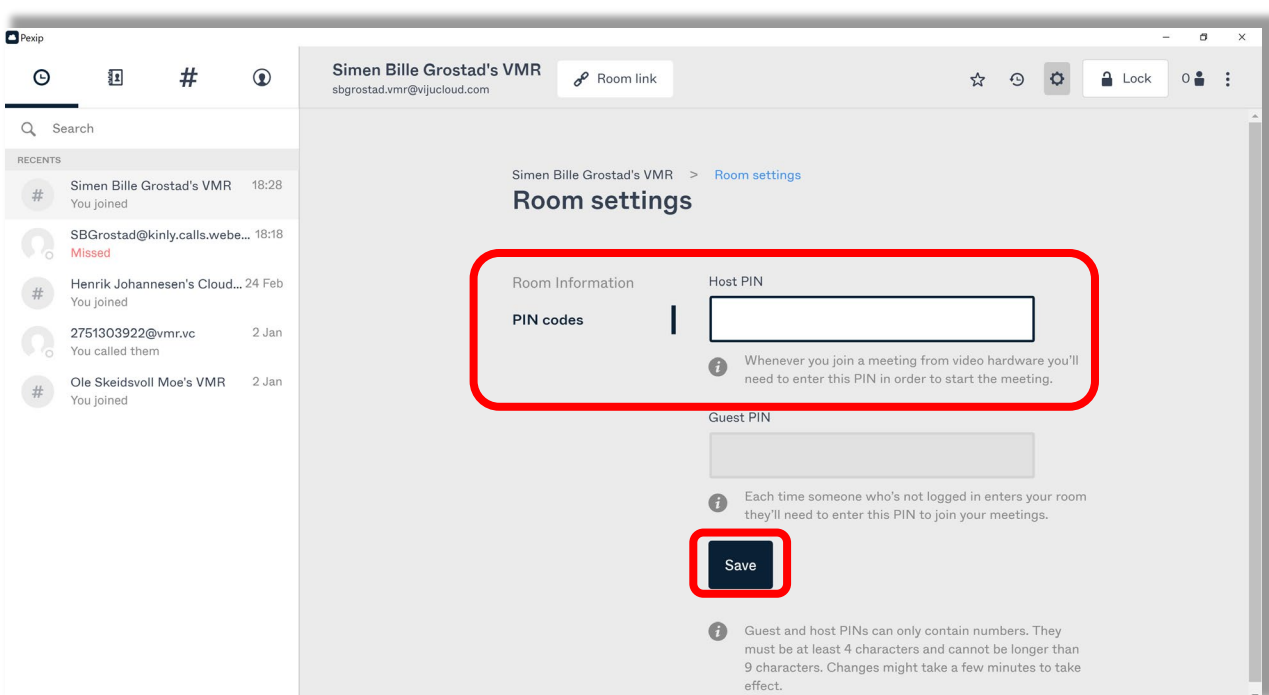 Pexip
Simen Bille Grostad's VMR
sbgrostad.vmr@vijucloud.com
Room link
Lock
0
Search
RECENTS
Simen Bille Grostad's VMR 18:28
You joined
SBGrostad@kinly.calls.webe... 18:18
Missed
Henrik Johannesen's Cloud... 24 Feb
You joined
2751303922@vmr.vc 2 Jan
You called them
Ole Skeidsvoll Moe's VMR 2 Jan
You joined
Simen Bille Grostad's VMR > Room settings
Room settings
Room Information
PIN codes
Host PIN
Whenever you join a meeting from video hardware you'll
need to enter this PIN in order to start the meeting.
Guest PIN
Each time someone who's not logged in enters your room
they'll need to enter this PIN to join your meetings.
Save
Guest and host PINs can only contain numbers. They
must be at least 4 characters and cannot be longer than
9 characters. Changes might take a few minutes to take
effect.